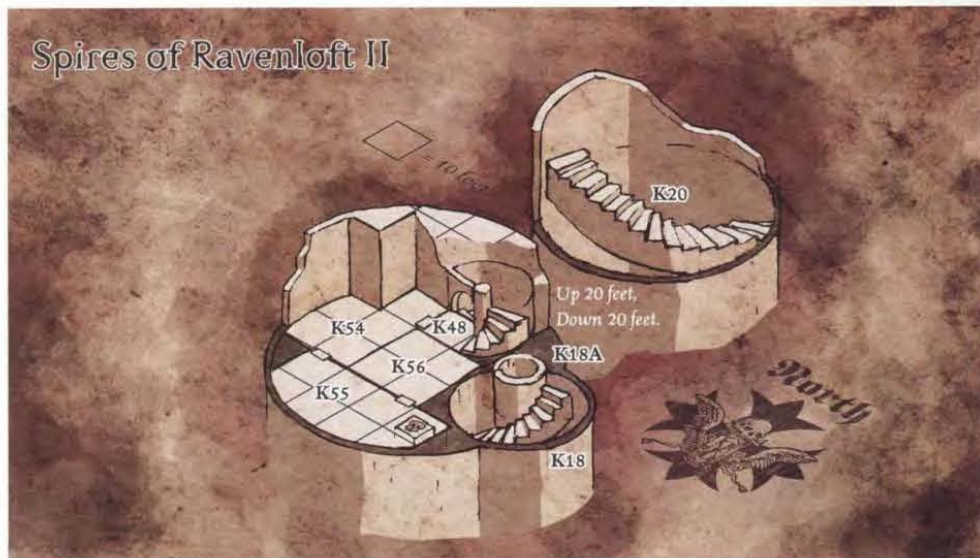 Spires of Ravenloft II
= 10 feet
K20
Up 20 feet,
Down 20 feet.
K54
K48
K18A
K56
K55
K18
North